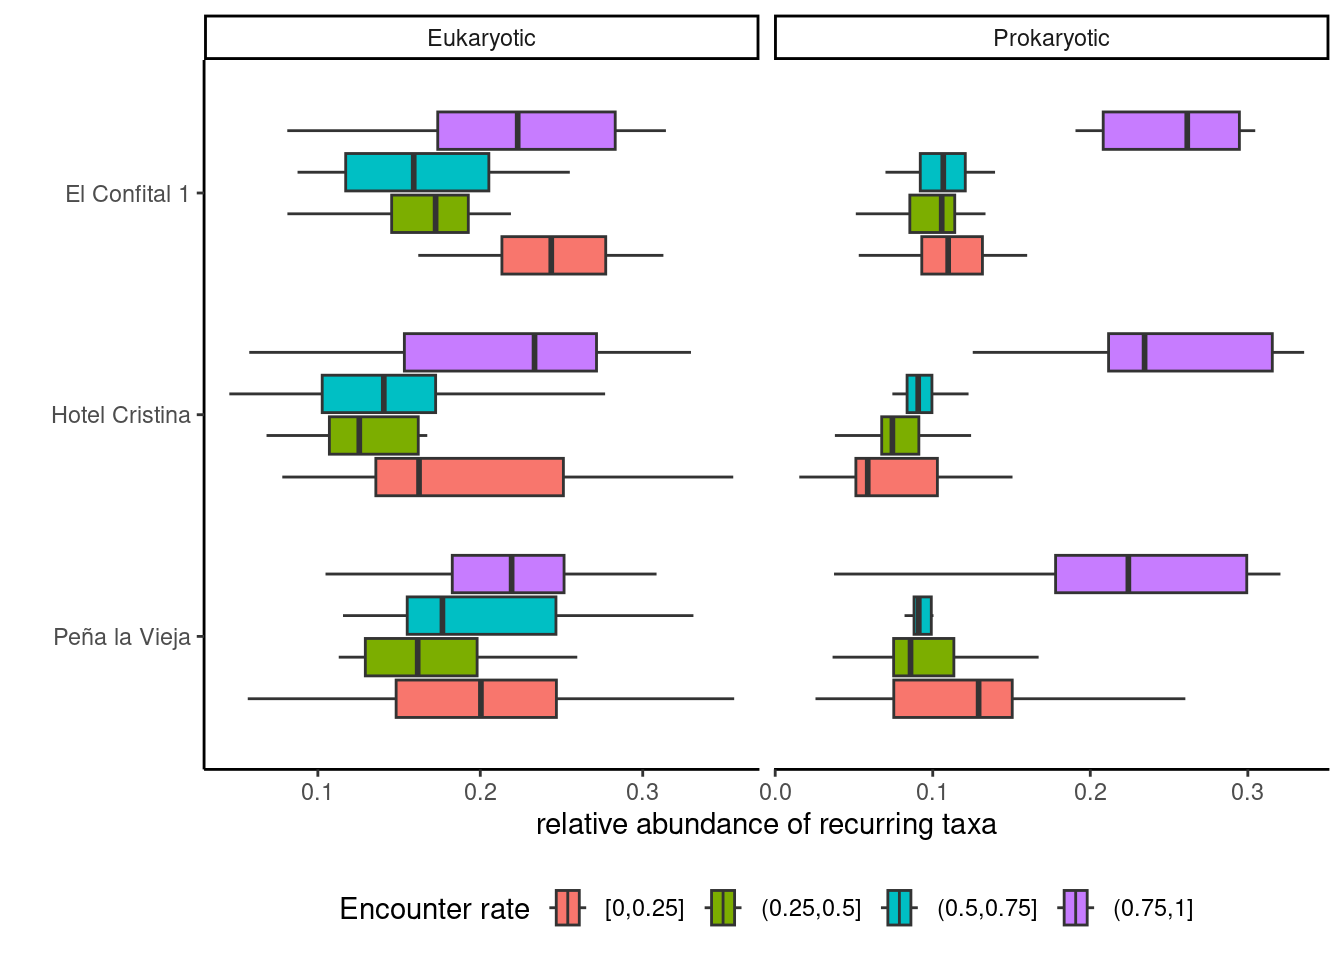 Eukaryotic
Prokaryotic
El Confital 1
Hotel Cristina
Peña la Vieja
0.1 0.2 0.3
0.0 0.1 0.2 0.3
relative abundance of recurring taxa
Encounter rate [0,0.25] (0.25,0.5] (0.5,0.75] (0.75,1]